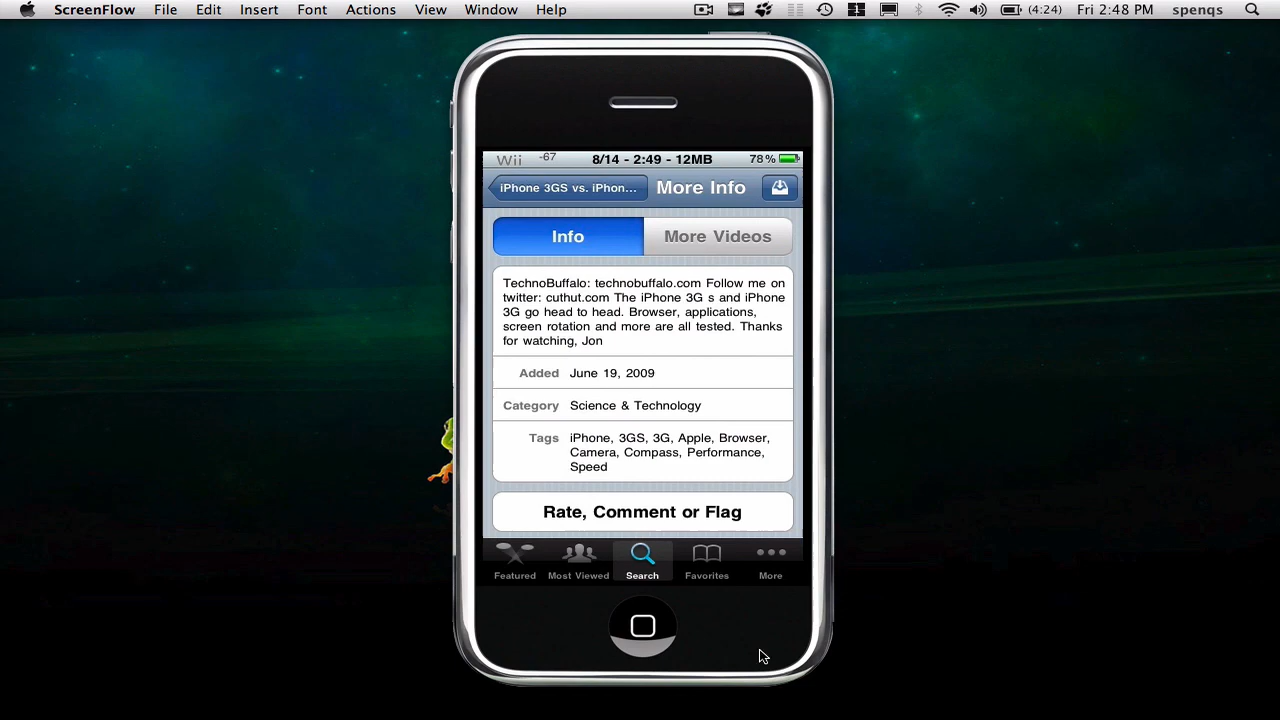 ScreenFlow File Edit Insert Font Actions View Window Help (4:24) Fri 2:48 PM spenqs
Wii -67 8/14 - 2:49 - 12MB 78%
iPhone 3GS vs. iPhon... More Info
Info More Videos
TechnoBuffalo: technobuffalo.com Follow me on
twitter: cuthut.com The iPhone 3G s and iPhone
3G go head to head. Browser, applications,
screen rotation and more are all tested. Thanks
for watching, Jon
Added June 19, 2009
Category Science & Technology
Tags iPhone, 3GS, 3G, Apple, Browser,
Camera, Compass, Performance,
Speed
Rate, Comment or Flag
Featured Most Viewed Search Favorites More